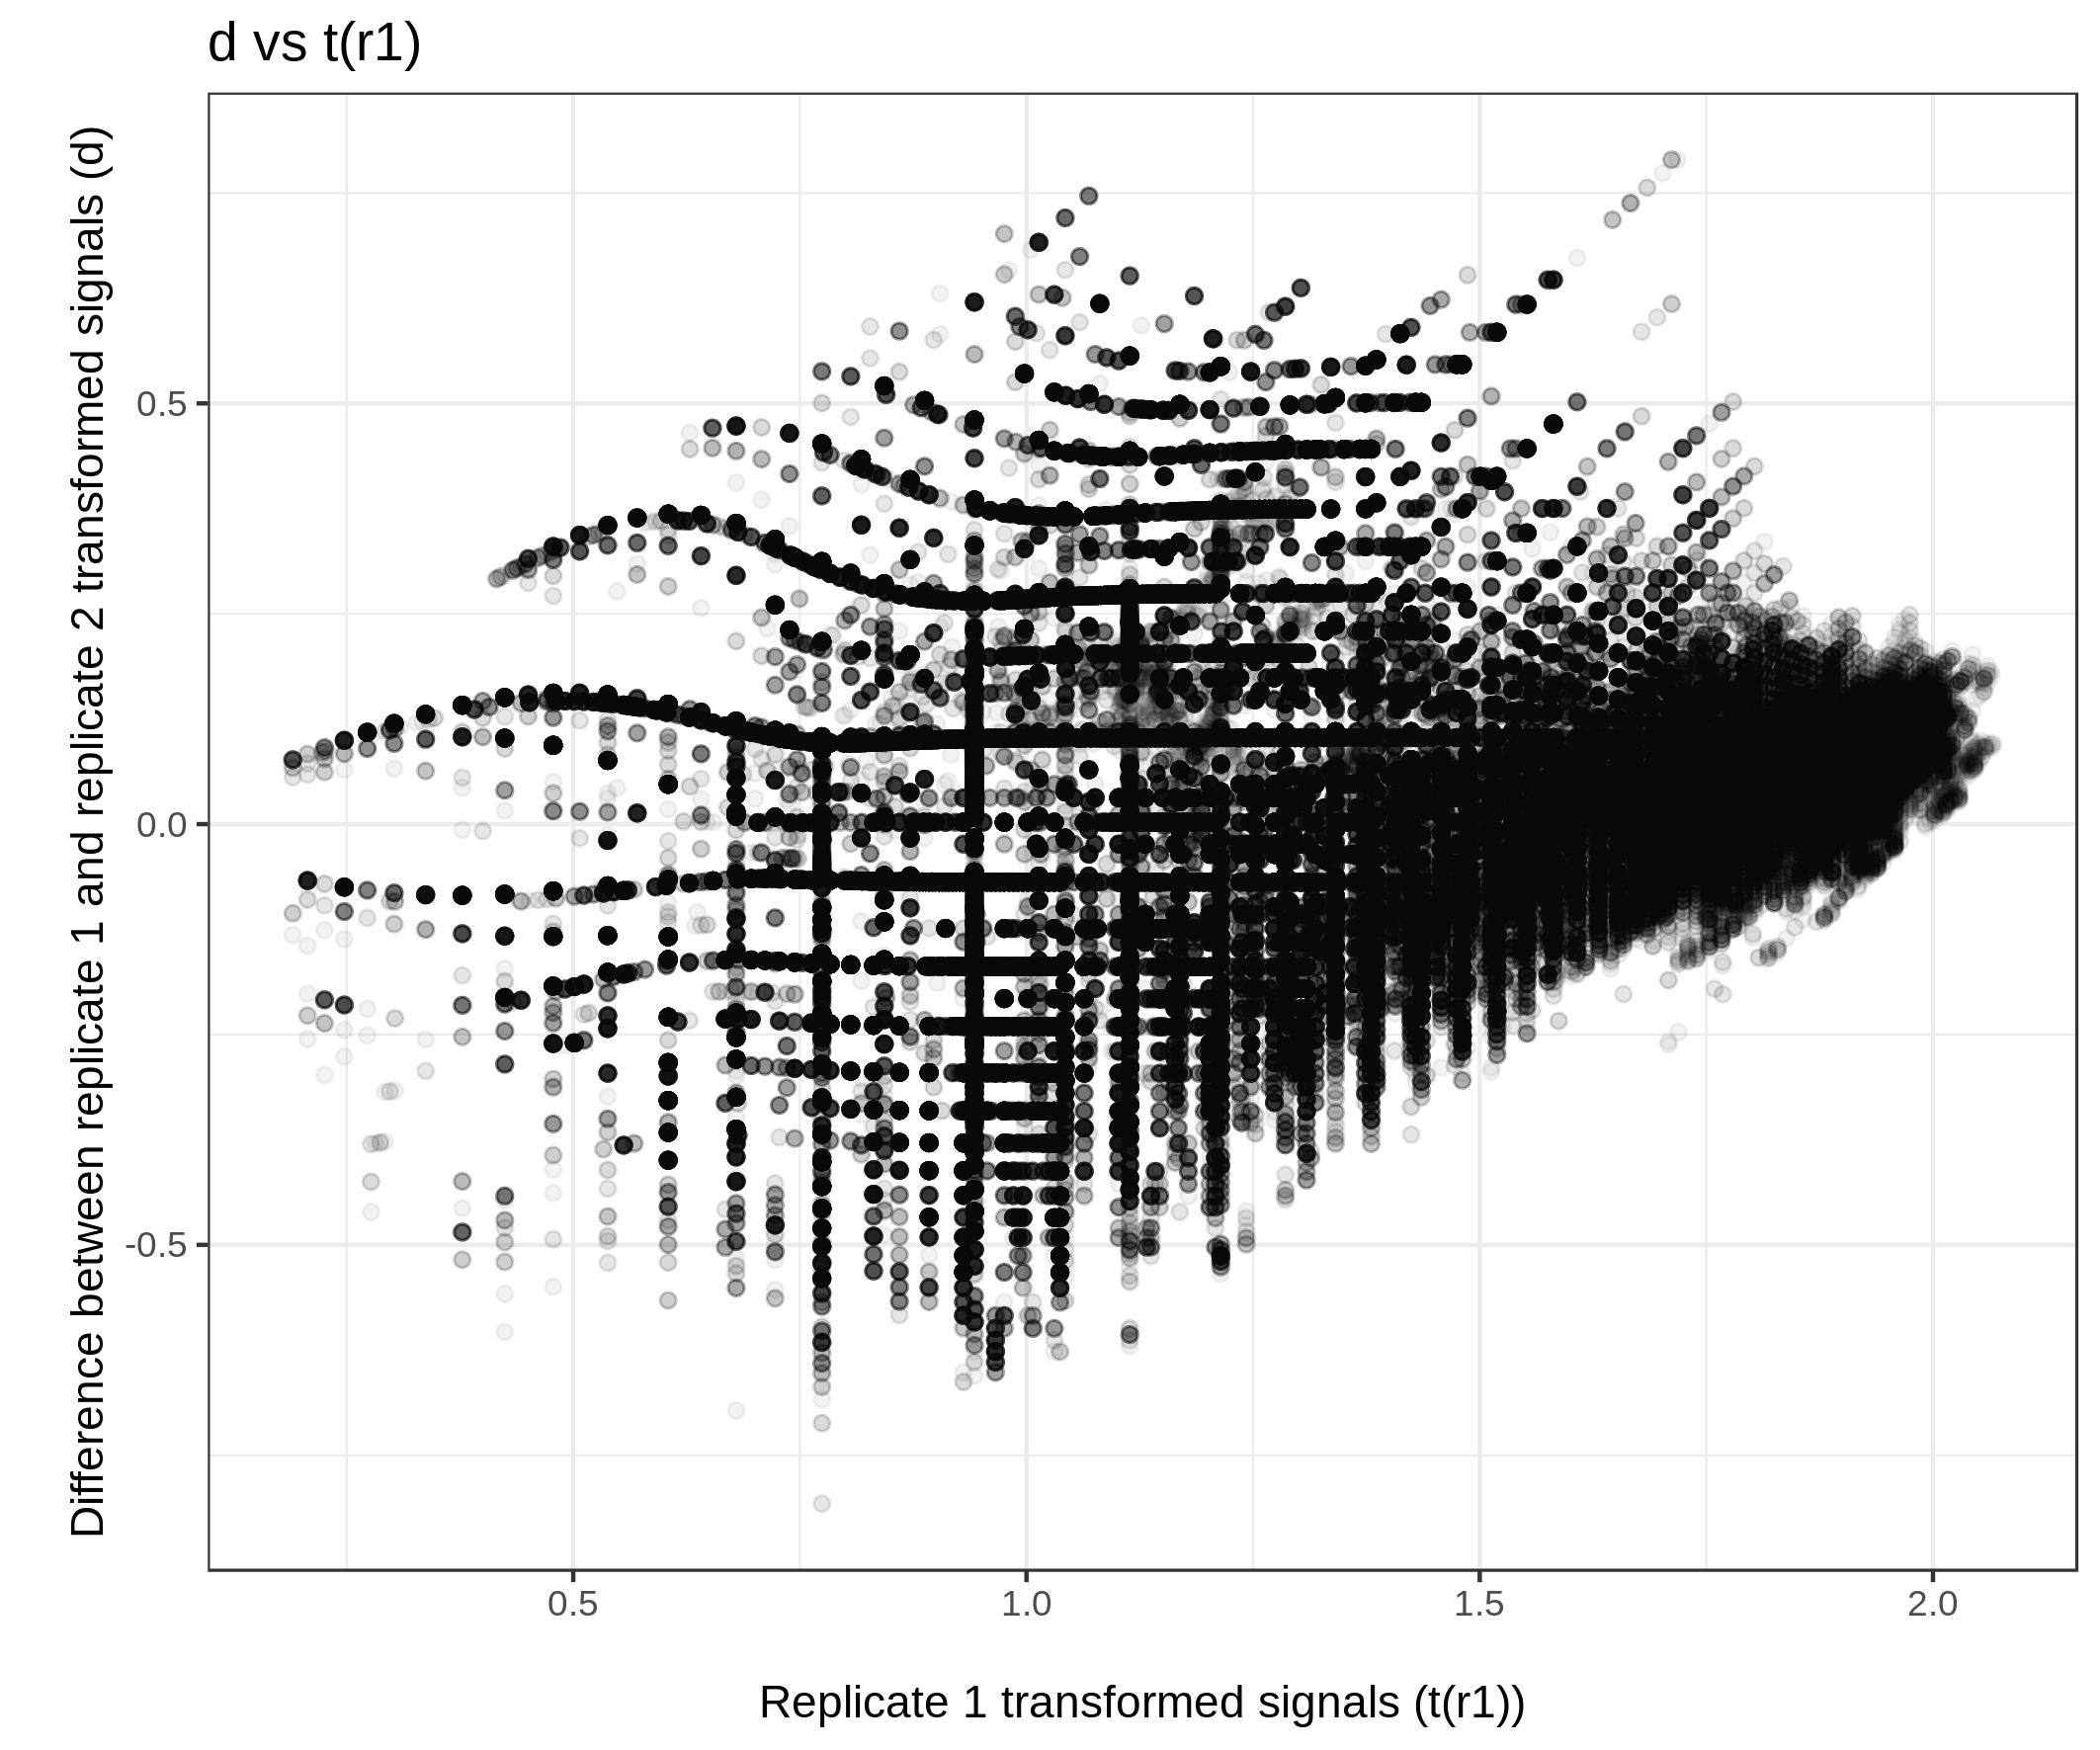 d vs t(r1)
Difference between replicate 1 and replicate 2 transformed signals (d)
0.5
0.0
-0.5
0.5
1.0
1.5
2.0
Replicate 1 transformed signals (t(r1))